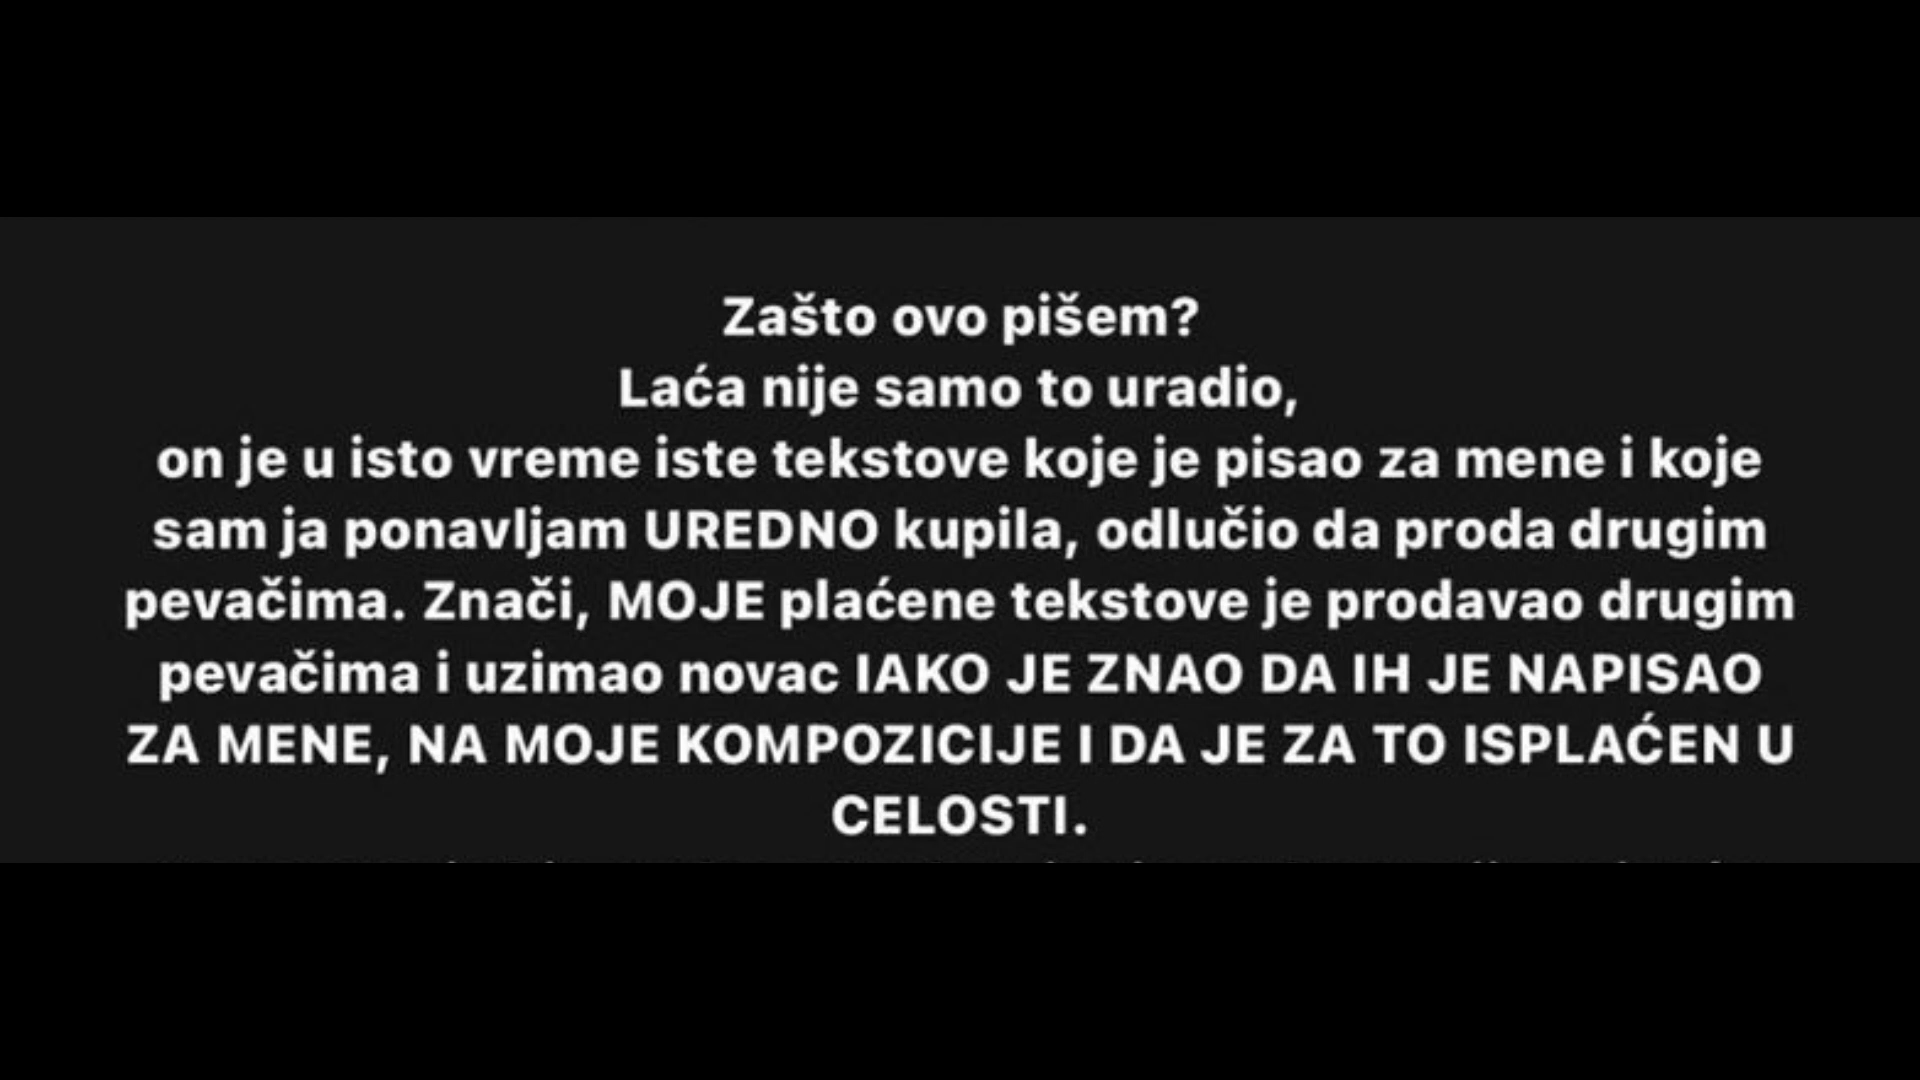 Zašto ovo pišem?
Laća nije samo to uradio,
on je u isto vreme iste tekstove koje je pisao za mene i koje
sam ja ponavljam UREDNO kupila, odlučio da proda drugim
pevačima. Znači, MOJE plaćene tekstove je prodavao drugim
pevačima i uzimao novac IAKO JE ZNAO DA IH JE NAPISAO
ZA MENE, NA MOJE KOMPOZICIJE I DA JE ZA TO ISPLAĆEN U
CELOSTI.